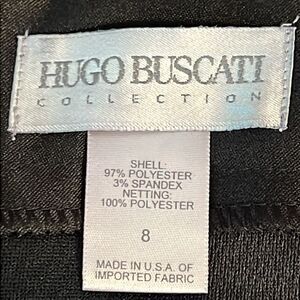 HUGO BUSCATI
COLLECTION
SHELL:
97% POLYESTER
3% SPANDEX
NETTING:
100% POLYESTER
8
MADE IN U.S.A. OF
IMPORTED FABRIC